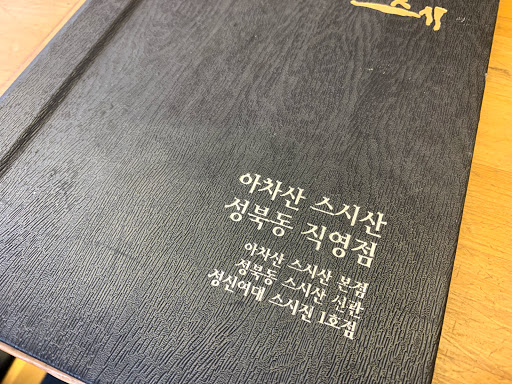 아차산 스시산
성북동 직영점
아차산 스시산 본점
성북동 스시산 신관
성신여대 스시진 1호점